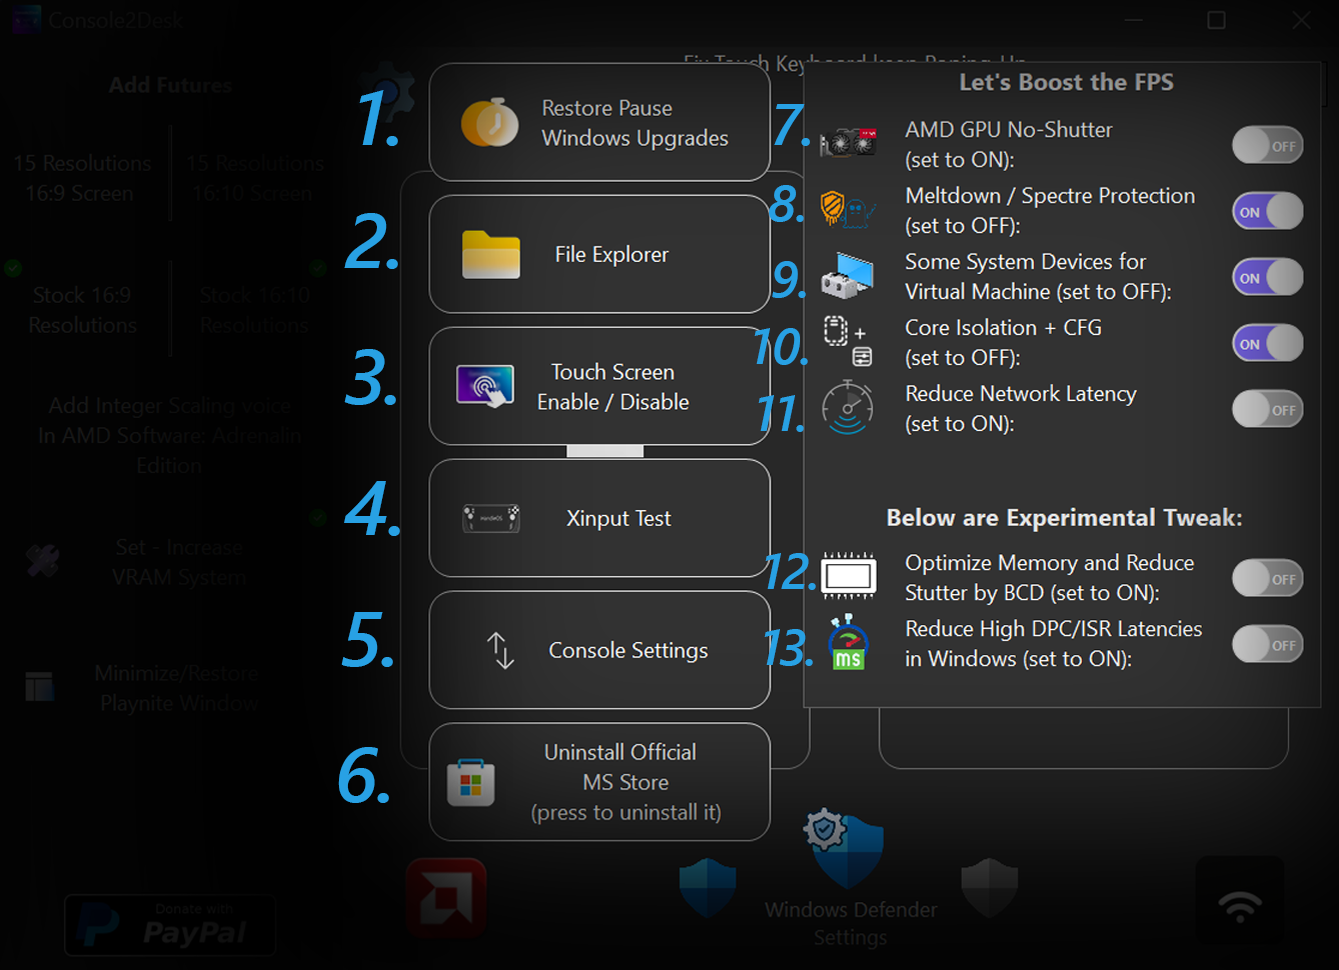 Console2Desk
Add Futures
15 Resolutions
16:9 Screen
15 Resolutions
16:10 Screen
Stock 16:9
Resolutions
Stock 16:10
Resolutions
Add Integer Scaling voice
In AMD Software: Adrenalin
Edition
Set - Increase
VRAM System
Minimize/Restore
Playnite Window
Donate with
PayPal
Fix Touch Keyboard keep Poping-Up
1.
Restore Pause
Windows Upgrades
2.
File Explorer
3.
Touch Screen
Enable / Disable
4.
Xinput Test
5.
Console Settings
6.
Uninstall Official
MS Store
(press to uninstall it)
Let's Boost the FPS
7.
AMD GPU No-Shutter
(set to ON):
OFF
8.
Meltdown / Spectre Protection
(set to OFF):
ON
9.
Some System Devices for
Virtual Machine (set to OFF):
ON
10.
Core Isolation + CFG
(set to OFF):
ON
11.
Reduce Network Latency
(set to ON):
OFF
Below are Experimental Tweak:
12.
Optimize Memory and Reduce
Stutter by BCD (set to ON):
OFF
13.
ms
Reduce High DPC/ISR Latencies
in Windows (set to ON):
OFF
Windows Defender
Settings